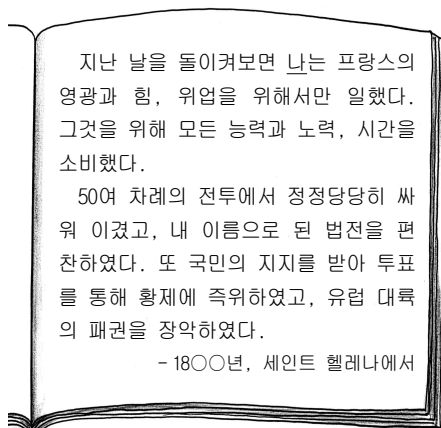 지난 날을 돌이켜보면 나는 프랑스의
영광과 힘, 위업을 위해서만 일했다.
그것을 위해 모든 능력과 노력, 시간을
소비했다.
50여 차례의 전투에서 정정당당히 싸
워 이겼고, 내 이름으로 된 법전을 편
찬하였다. 또 국민의 지지를 받아 투표
를 통해 황제에 즉위하였고, 유럽 대륙
의 패권을 장악하였다.
- 18○○년, 세인트 헬레나에서